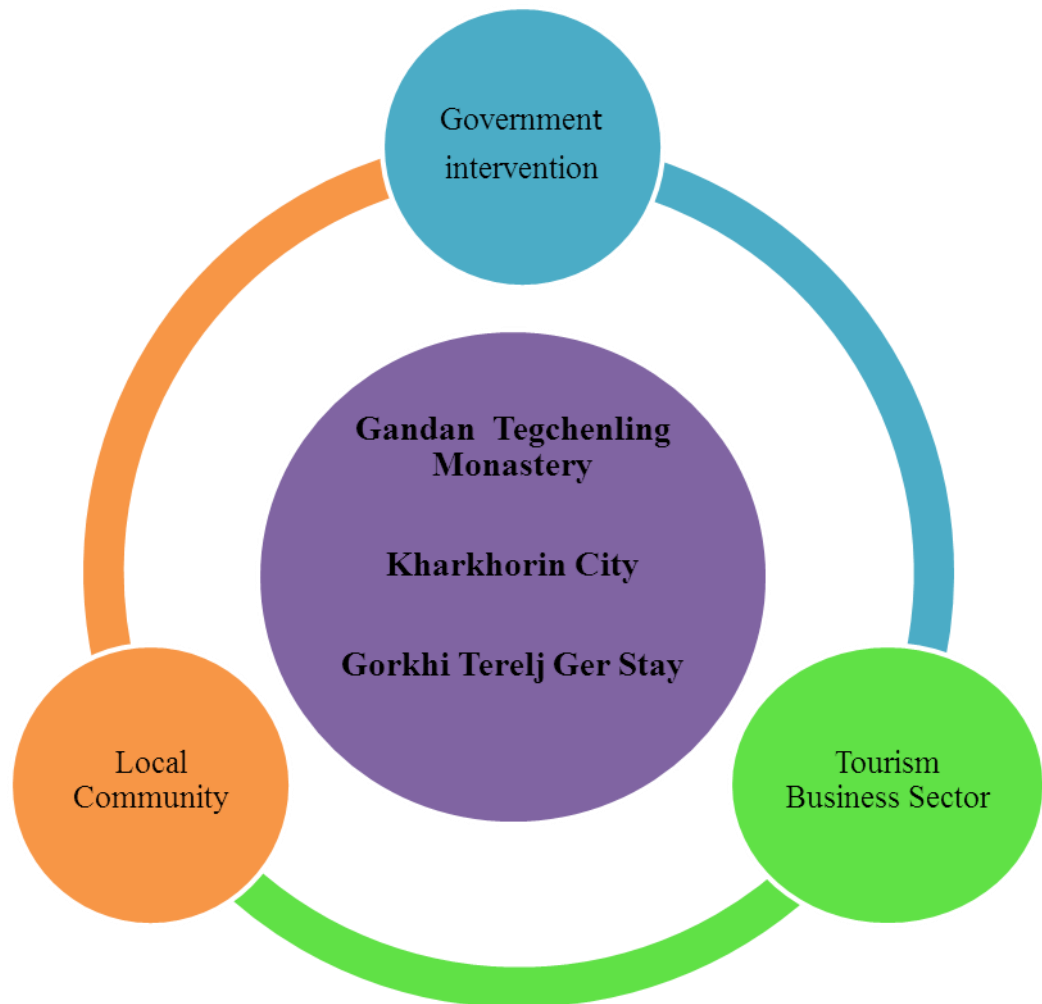 Government
intervention
Gandan Tegchenling
Monastery
Kharkhorin City
Gorkhi Terelj Ger Stay
Local
Community
Tourism
Business Sector